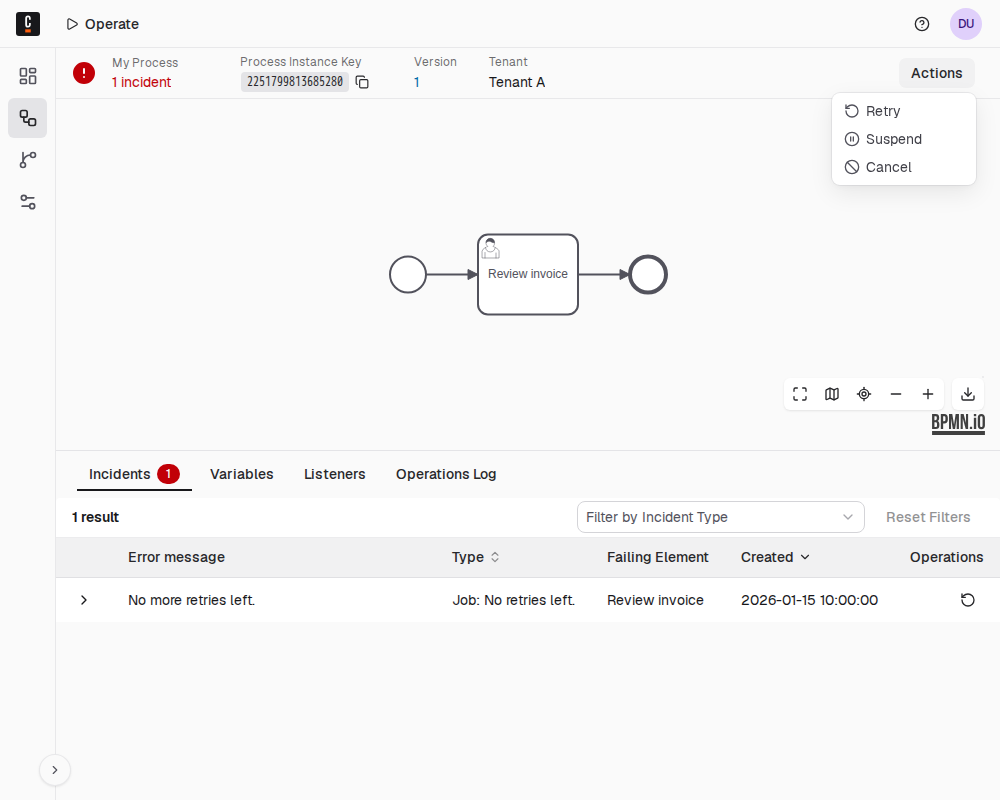 C
Operate
DU
My Process
1 incident
Process Instance Key
2251799813685280
Version
1
Tenant
Tenant A
Actions
Retry
Suspend
Cancel
Review invoice
BPMN.iO
Incidents 1
Variables
Listeners
Operations Log
1 result
Filter by Incident Type
Reset Filters
Error message
Type
Failing Element
Created
Operations
No more retries left.
Job: No retries left.
Review invoice
2026-01-15 10:00:00